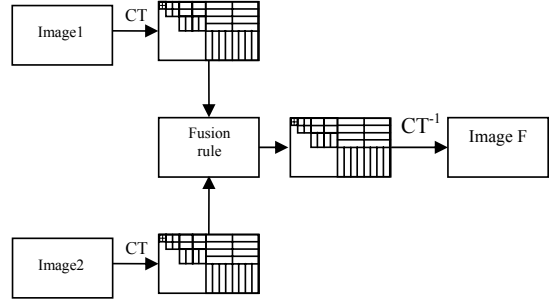 Image1
CT
Fusion
rule
CT⁻¹
Image F
Image2
CT